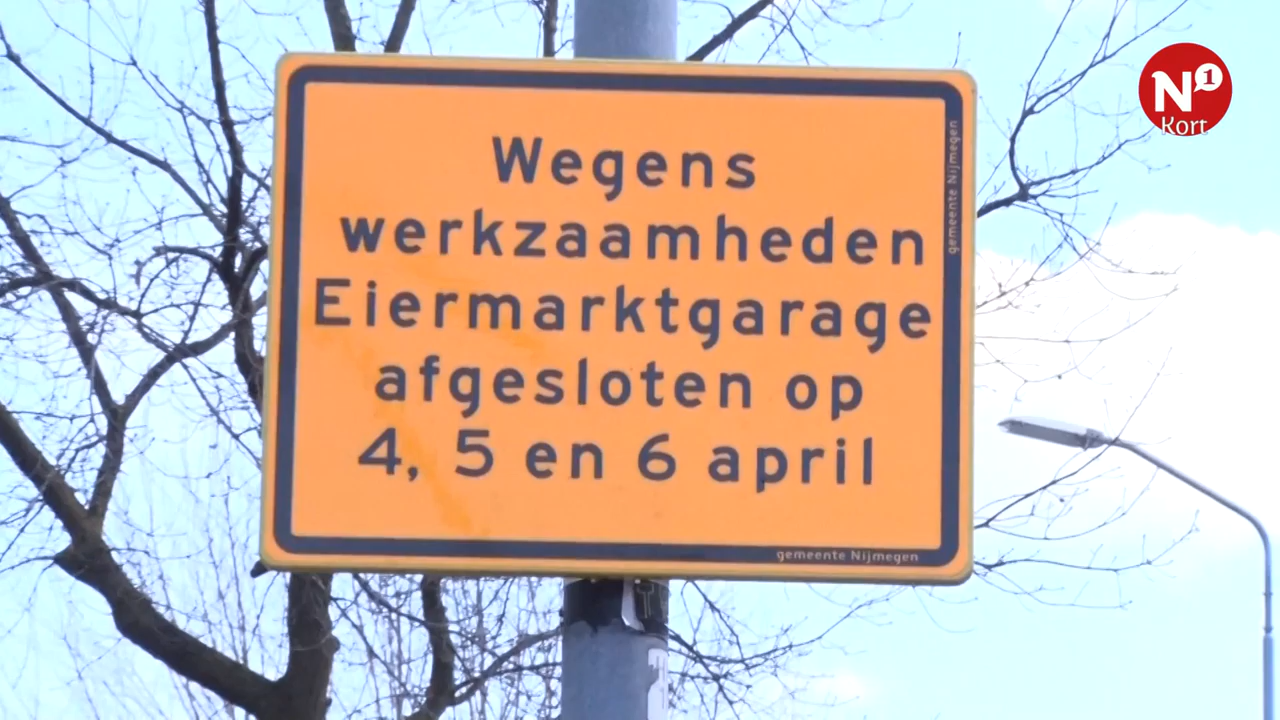 Wegens
werkzaamheden
Eiermarktgarage
afgesloten op
4, 5 en 6 april
gemeente Nijmegen
gemeente Nijmegen
N1
Kort